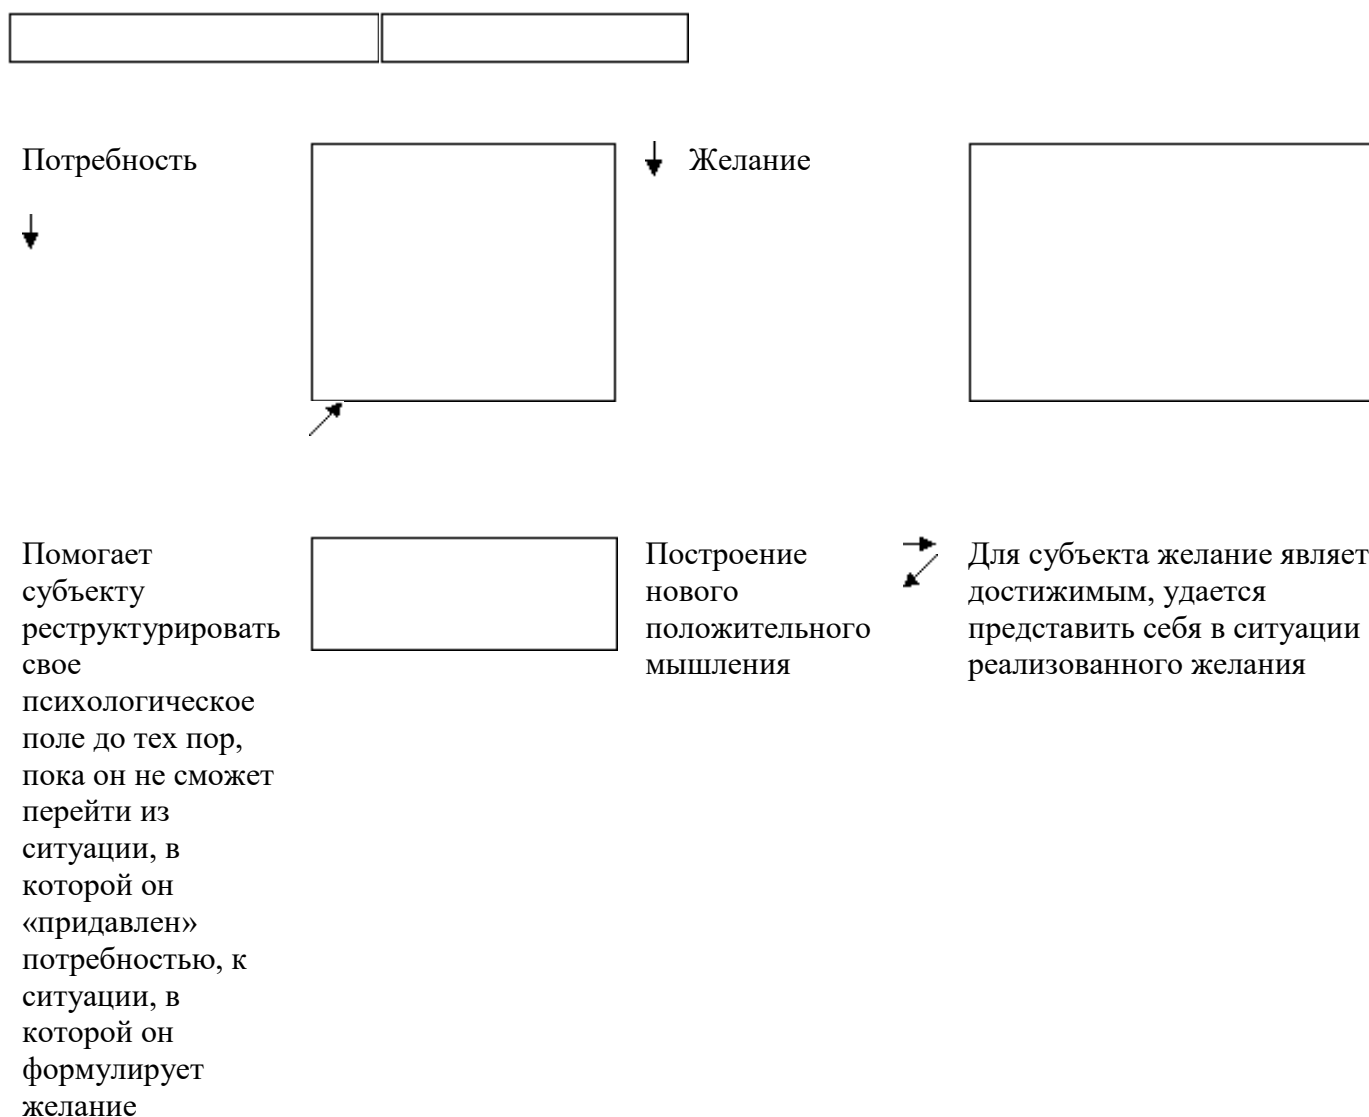 Потребность
Желание
Помогает
субъекту
реструктурировать
свое
психологическое
поле до тех пор,
пока он не сможет
перейти из
ситуации, в
которой он
«придавлен»
потребностью, к
ситуации, в
которой он
формулирует
желание
Построение
нового
положительного
мышления
Для субъекта желание являет
достижимым, удается
представить себя в ситуации
реализованного желания